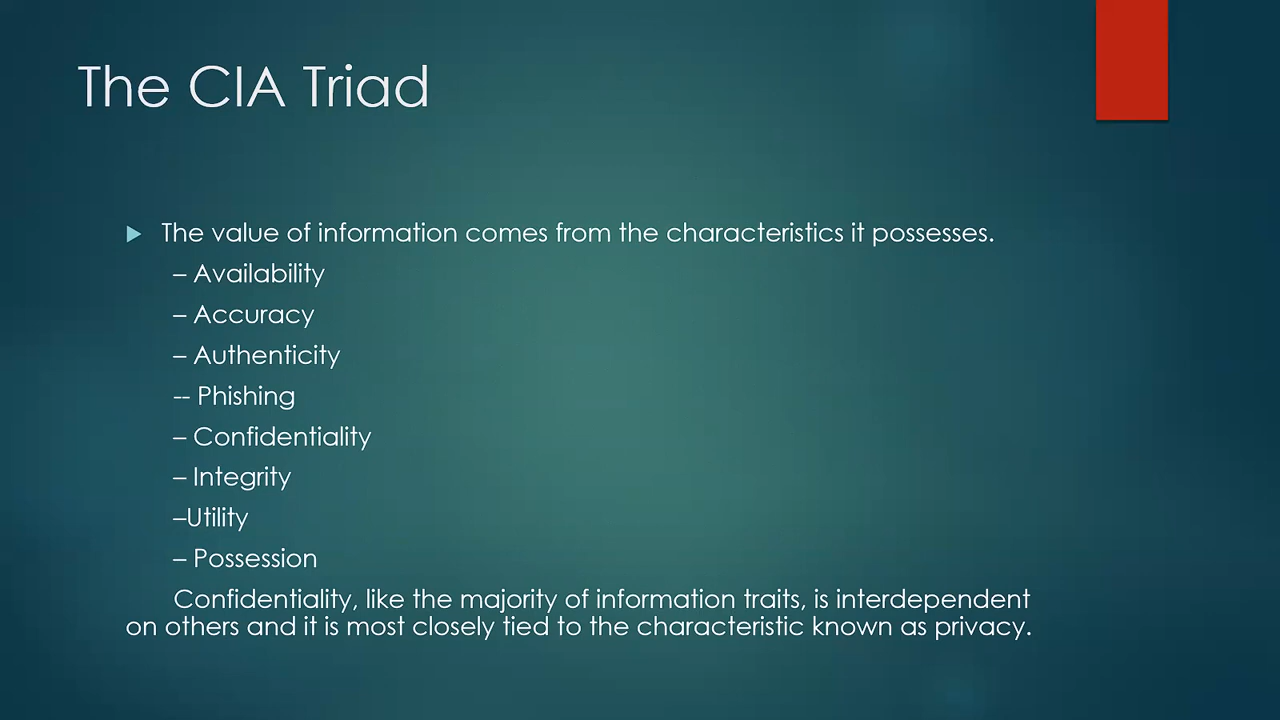 The CIA Triad
The value of information comes from the characteristics it possesses.
– Availability
– Accuracy
– Authenticity
-- Phishing
– Confidentiality
– Integrity
–Utility
– Possession
Confidentiality, like the majority of information traits, is interdependent
on others and it is most closely tied to the characteristic known as privacy.